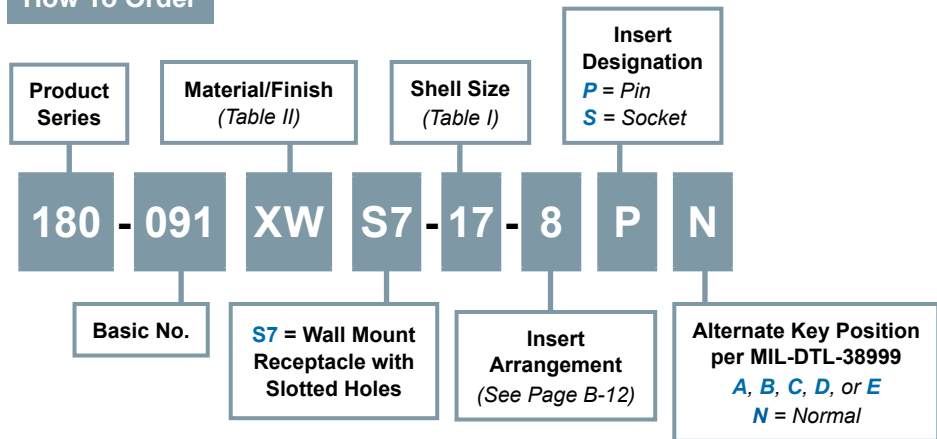 How To Order
Product
Series
Material/Finish
(Table II)
Shell Size
(Table I)
Insert
Designation
P = Pin
S = Socket
180 - 091 XW S7 - 17 - 8 P N
Basic No.
S7 = Wall Mount
Receptacle with
Slotted Holes
Insert
Arrangement
(See Page B-12)
Alternate Key Position
per MIL-DTL-38999
A, B, C, D, or E
N = Normal